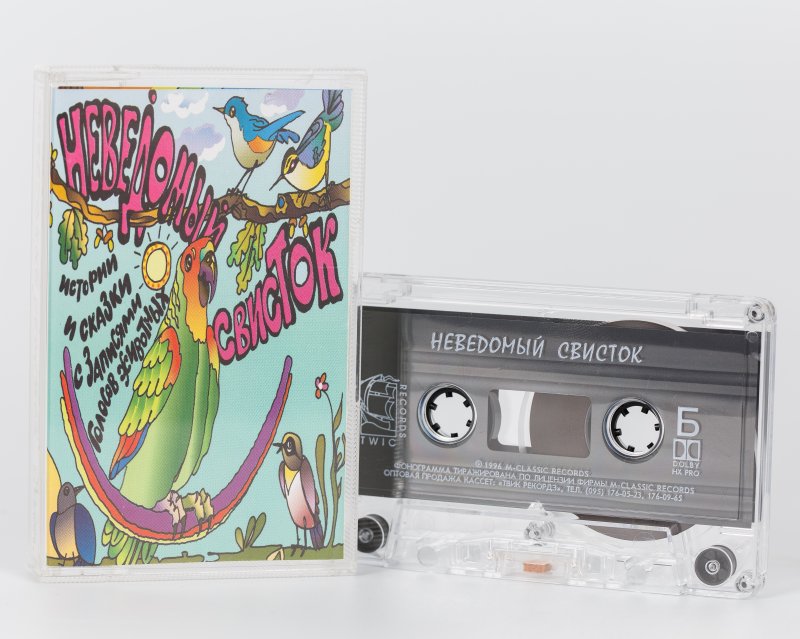 НЕВЕДОМЫЙ
СВИСТОК
истории
и сказки
с записями
голосов животных
НЕВЕДОМЫЙ СВИСТОК
RECORDS
TWIC
Б
DOLBY
HX PRO
© 1996 M-CLASSIC RECORDS
ФОНОГРАММА ТИРАЖИРОВАНА ПО ЛИЦЕНЗИИ ФИРМЫ M-CLASSIC RECORDS
ОПТОВАЯ ПРОДАЖА КАССЕТ: «ТВИК РЕКОРДЗ», ТЕЛ. (095) 176-05-23, 176-09-65